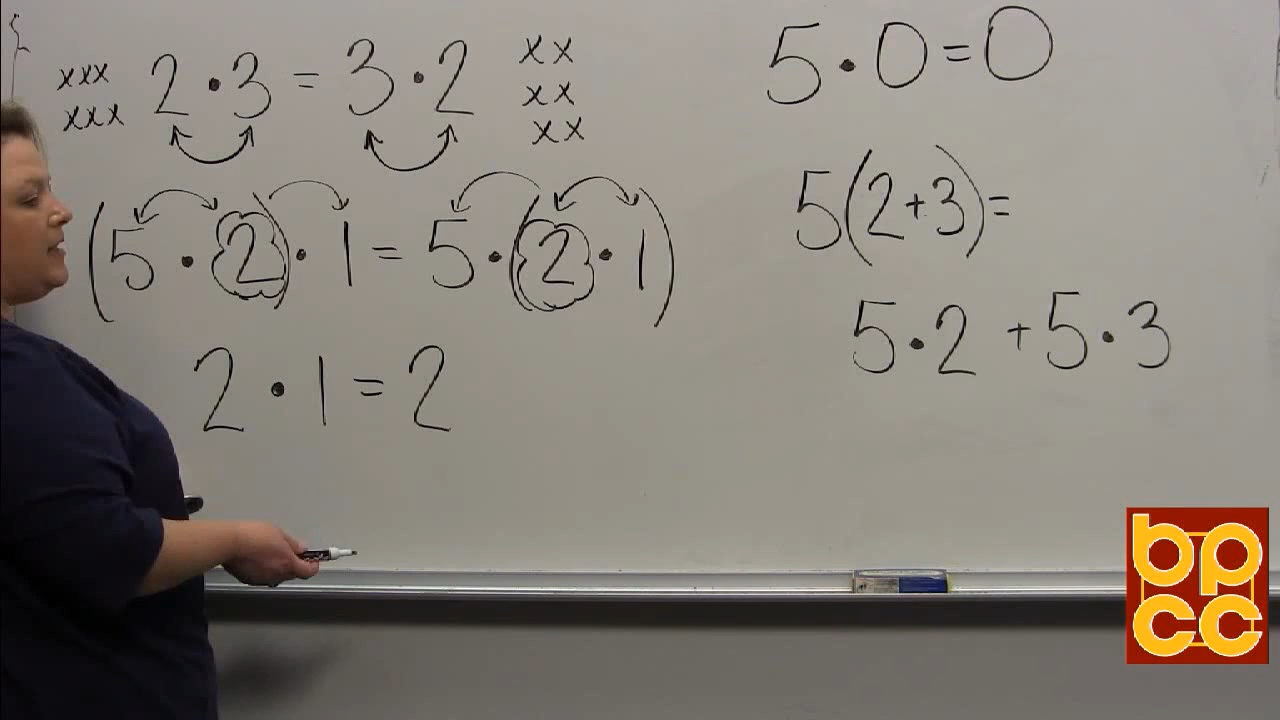 xxx 2 · 3 = 3 · 2 xx
xxx xx
xx
(5 · 2) · 1 = 5 · (2 · 1)
2 · 1 = 2
5 · 0 = 0
5(2+3) =
5 · 2 + 5 · 3
bp
cc